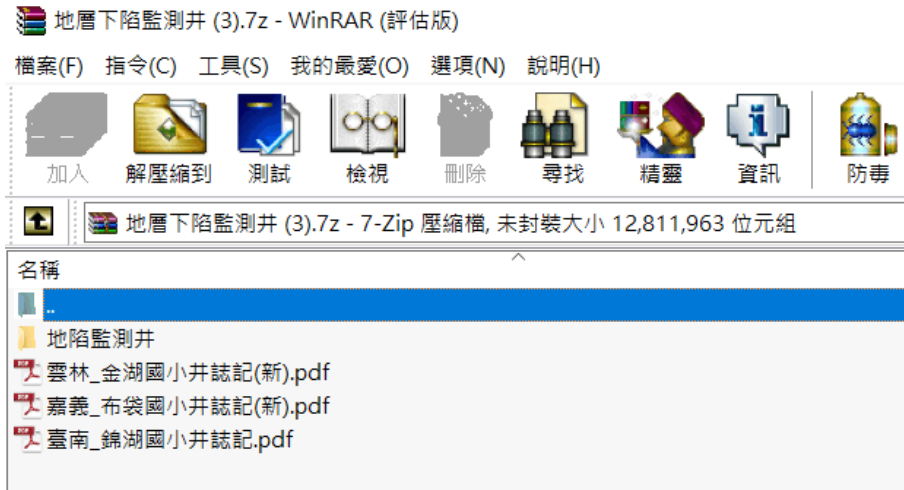 地層下陷監測井 (3).7z - WinRAR (評估版)
檔案(F) 指令(C) 工具(S) 我的最愛(O) 選項(N) 說明(H)
加入 解壓縮到 測試 檢視 刪除 尋找 精靈 資訊 防毒
地層下陷監測井 (3).7z - 7-Zip 壓縮檔, 未封裝大小 12,811,963 位元組
名稱
..
地陷監測井
雲林_金湖國小井誌記(新).pdf
嘉義_布袋國小井誌記(新).pdf
臺南_錦湖國小井誌記.pdf